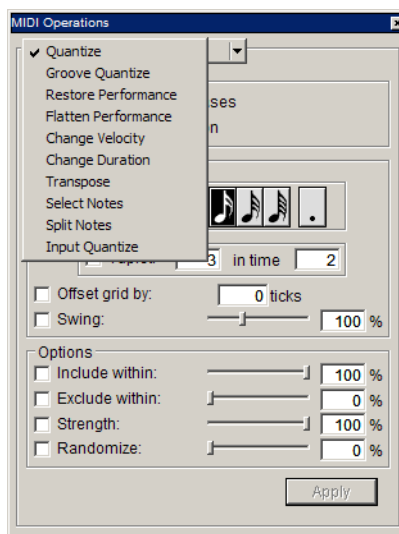 MIDI Operations
Quantize
Groove Quantize
Restore Performance
Flatten Performance
Change Velocity
Change Duration
Transpose
Select Notes
Split Notes
Input Quantize
3 in time 2
Offset grid by: 0 ticks
Swing: 100 %
Options
Include within: 100 %
Exclude within: 0 %
Strength: 100 %
Randomize: 0 %
Apply